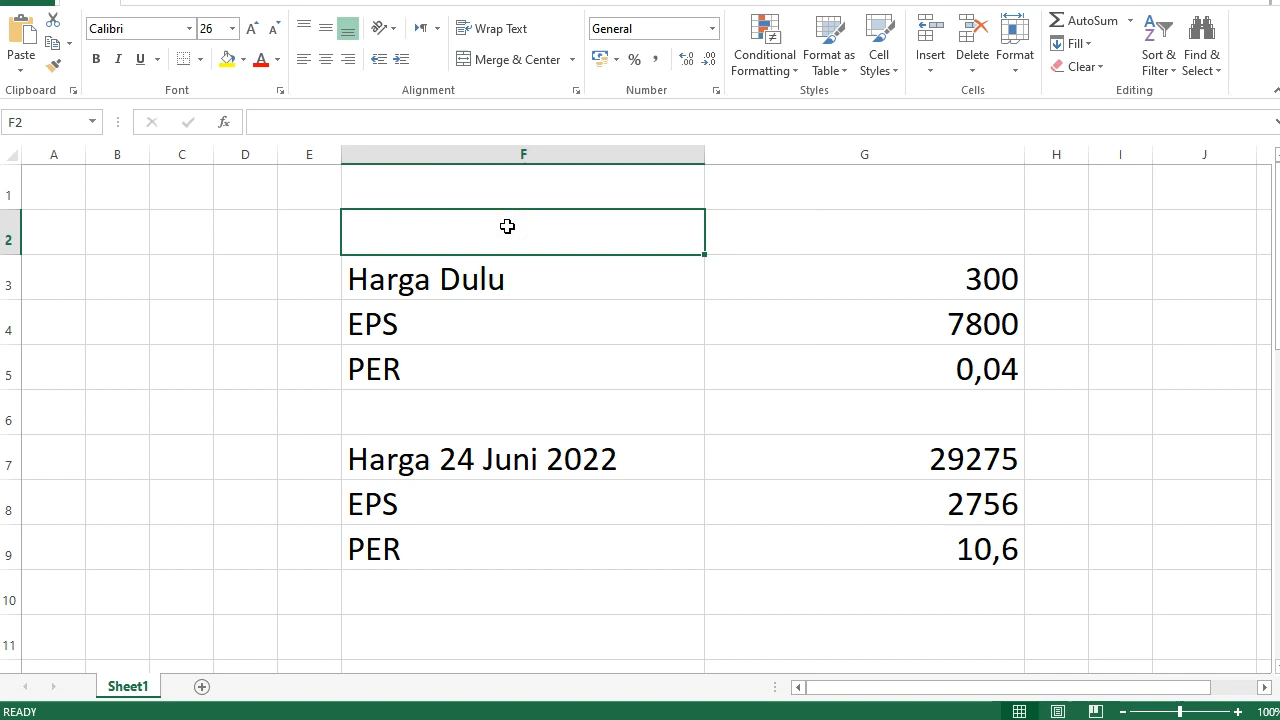 Calibri 26 Wrap Text General AutoSum
Paste B I U Merge & Center % Conditional Formatting Format as Table Cell Styles Insert Delete Format Fill Clear Sort & Filter Find & Select
Clipboard Font Alignment Number Styles Cells Editing
F2 fx
A B C D E F G H I J
1
2
3 Harga Dulu 300
4 EPS 7800
5 PER 0,04
6
7 Harga 24 Juni 2022 29275
8 EPS 2756
9 PER 10,6
10
11
Sheet1
READY 100%